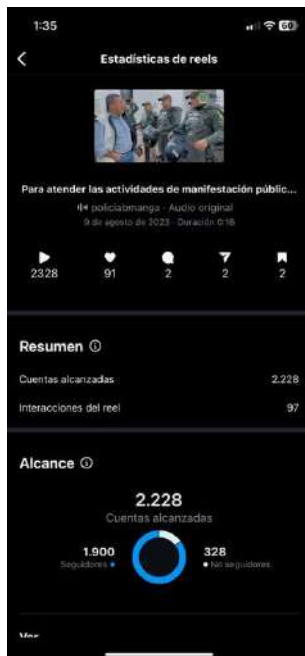 1:35
60
Estadísticas de reels
Para atender las actividades de manifestación públic...
policiabmanga · Audio original
9 de agosto de 2023 · Duración 0:16
2328 91 2 2 2
Resumen
Cuentas alcanzadas 2.228
Interacciones del reel 97
Alcance
2.228
Cuentas alcanzadas
1.900 328
Seguidores No seguidores
Ver